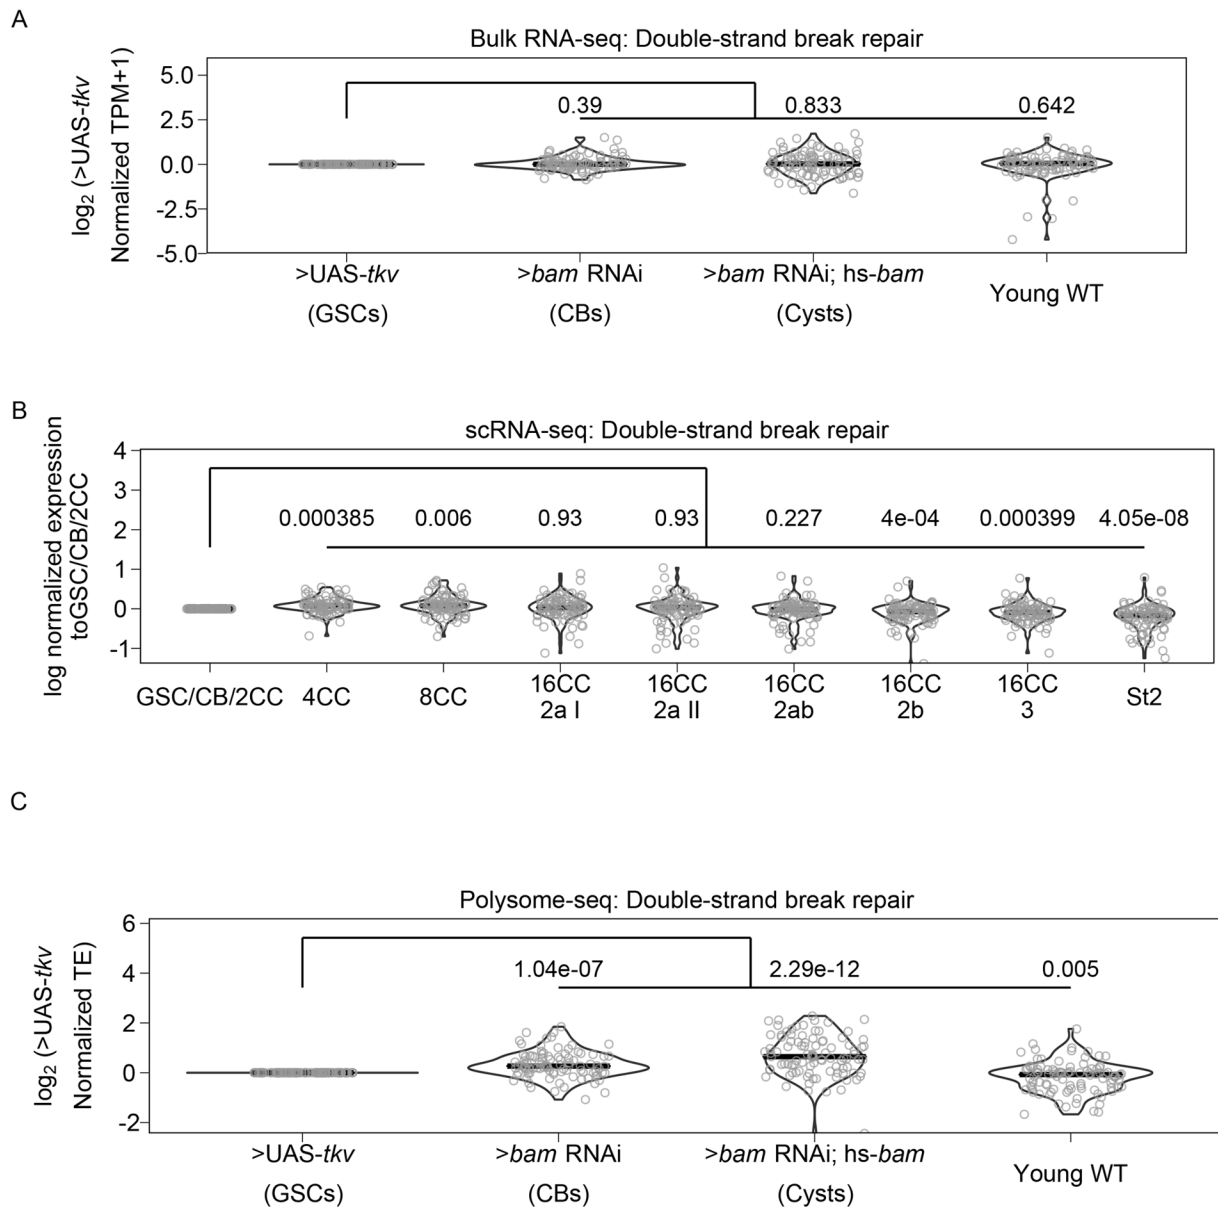 A
Bulk RNA-seq: Double-strand break repair
log₂ (>UAS-tkv
Normalized TPM+1)
5.0
2.5
0.0
-2.5
-5.0
0.39 0.833 0.642
>UAS-tkv >bam RNAi >bam RNAi; hs-bam Young WT
(GSCs) (CBs) (Cysts)
B
scRNA-seq: Double-strand break repair
log normalized expression
toGSC/CB/2CC
4
3
2
1
0
-1
0.000385 0.006 0.93 0.93 0.227 4e-04 0.000399 4.05e-08
GSC/CB/2CC 4CC 8CC 16CC 16CC 16CC 16CC 16CC St2
2a I 2a II 2ab 2b 3
C
Polysome-seq: Double-strand break repair
log₂ (>UAS-tkv
Normalized TE)
6
4
2
0
-2
1.04e-07 2.29e-12 0.005
>UAS-tkv >bam RNAi >bam RNAi; hs-bam Young WT
(GSCs) (CBs) (Cysts)